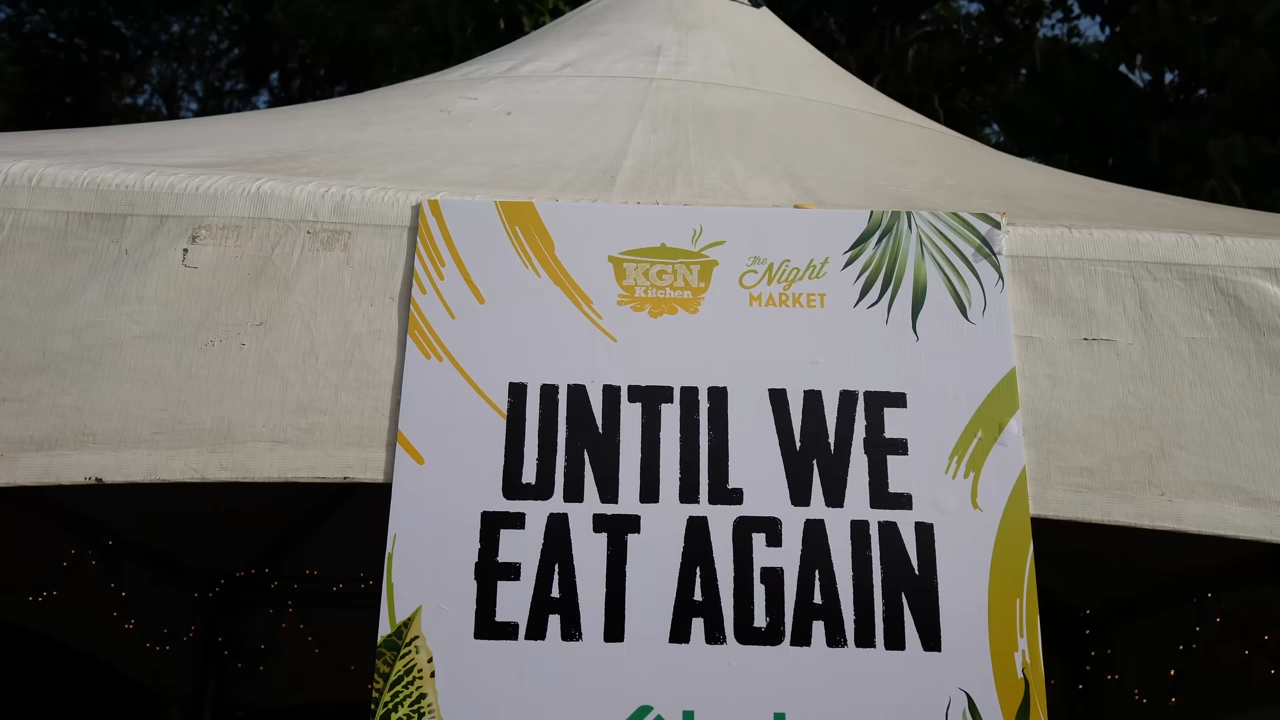 KGN.
Kitchen
The
Night
MARKET
UNTIL WE
EAT AGAIN